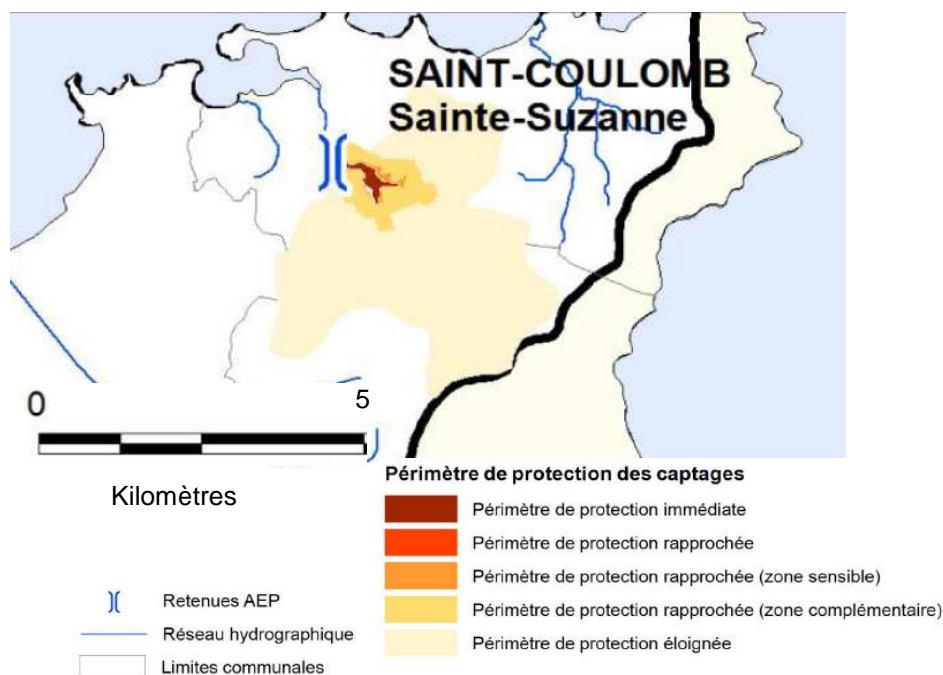 SAINT-COULOMB
Sainte-Suzanne
0 5
Kilomètres
Retenues AEP
Réseau hydrographique
Limites communales
Périmètre de protection des captages
Périmètre de protection immédiate
Périmètre de protection rapprochée
Périmètre de protection rapprochée (zone sensible)
Périmètre de protection rapprochée (zone complémentaire)
Périmètre de protection éloignée